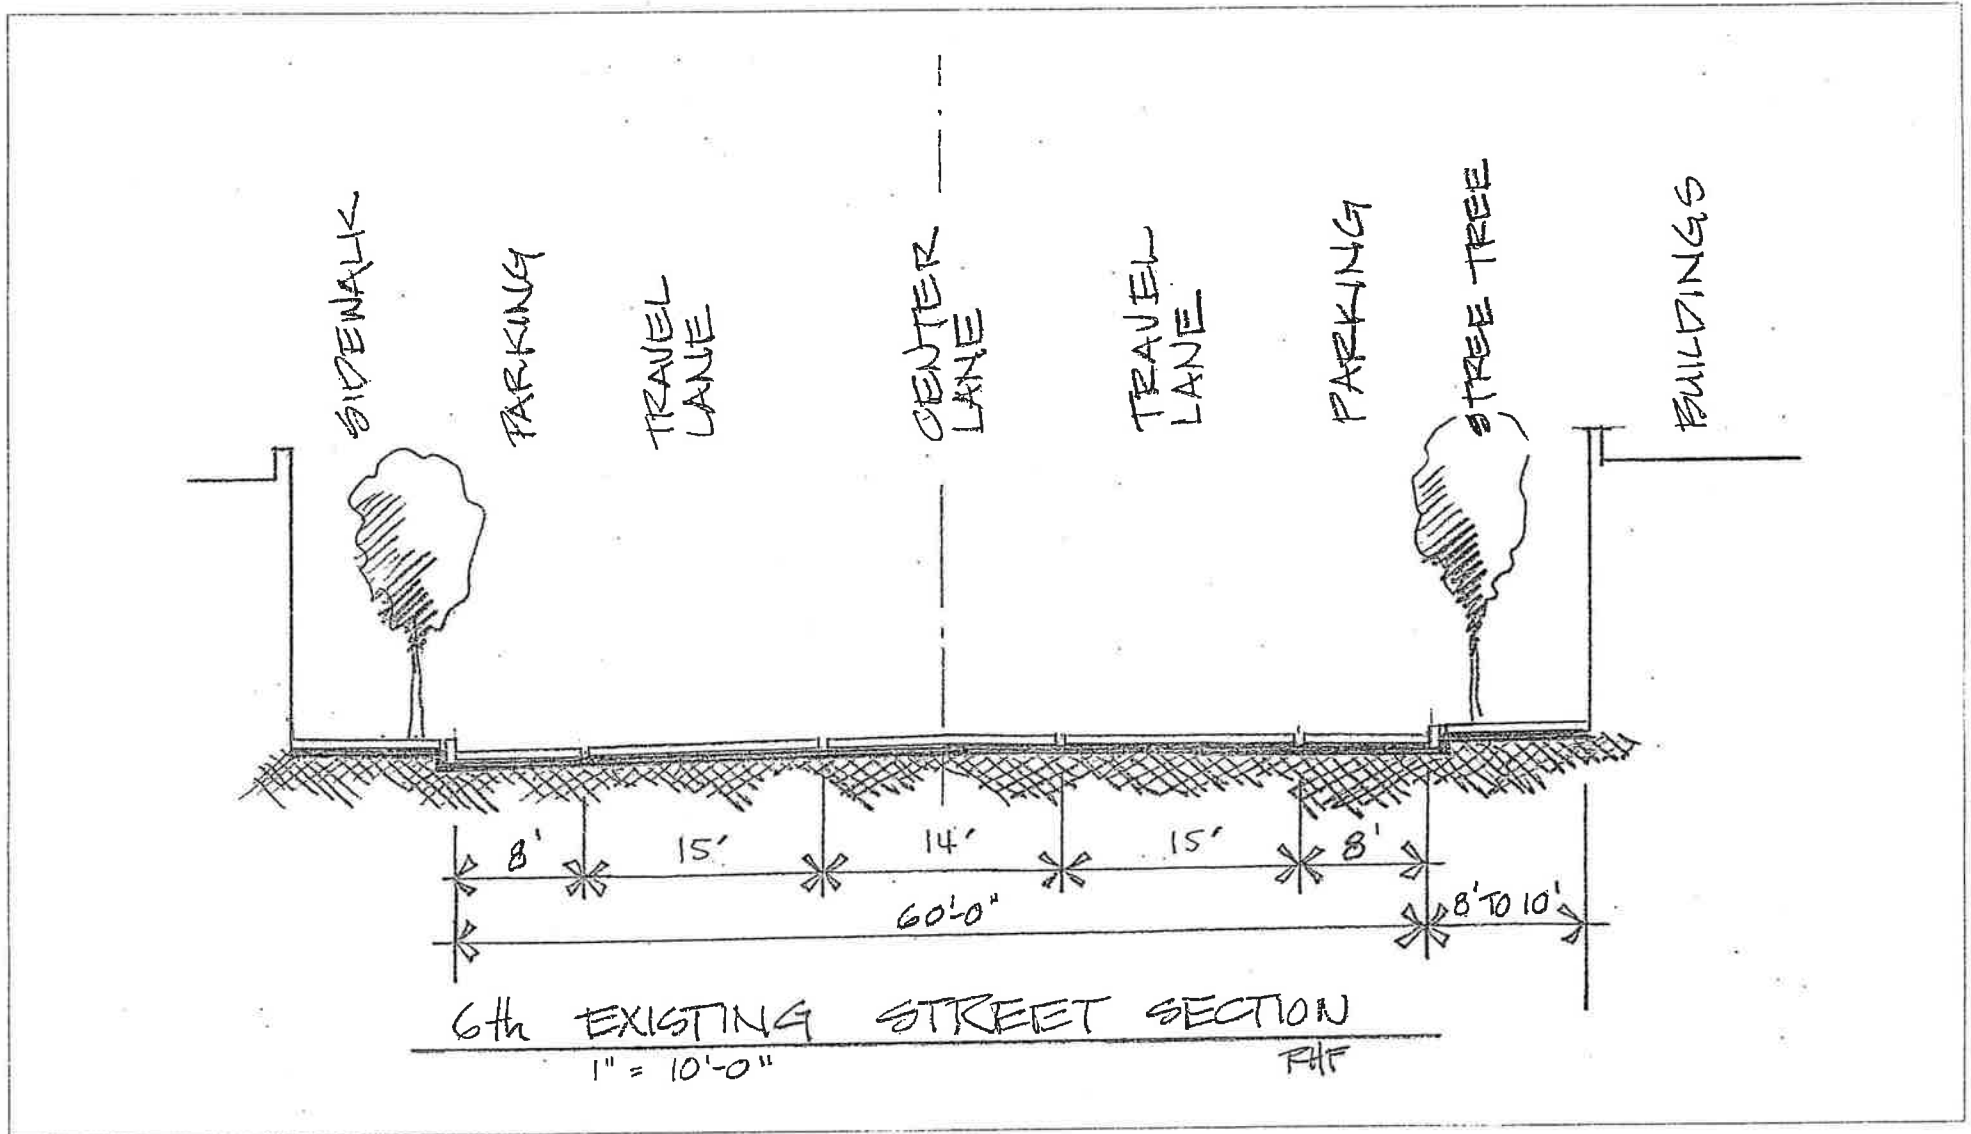 SIDEWALK
PARKING
TRAVEL
LANE
CENTER
LANE
TRAVEL
LANE
PARKING
STREE TREE
BUILDINGS
8'
15'
14'
15'
8'
60'-0"
8' TO 10'
6th EXISTING STREET SECTION
1" = 10'-0"
RHF